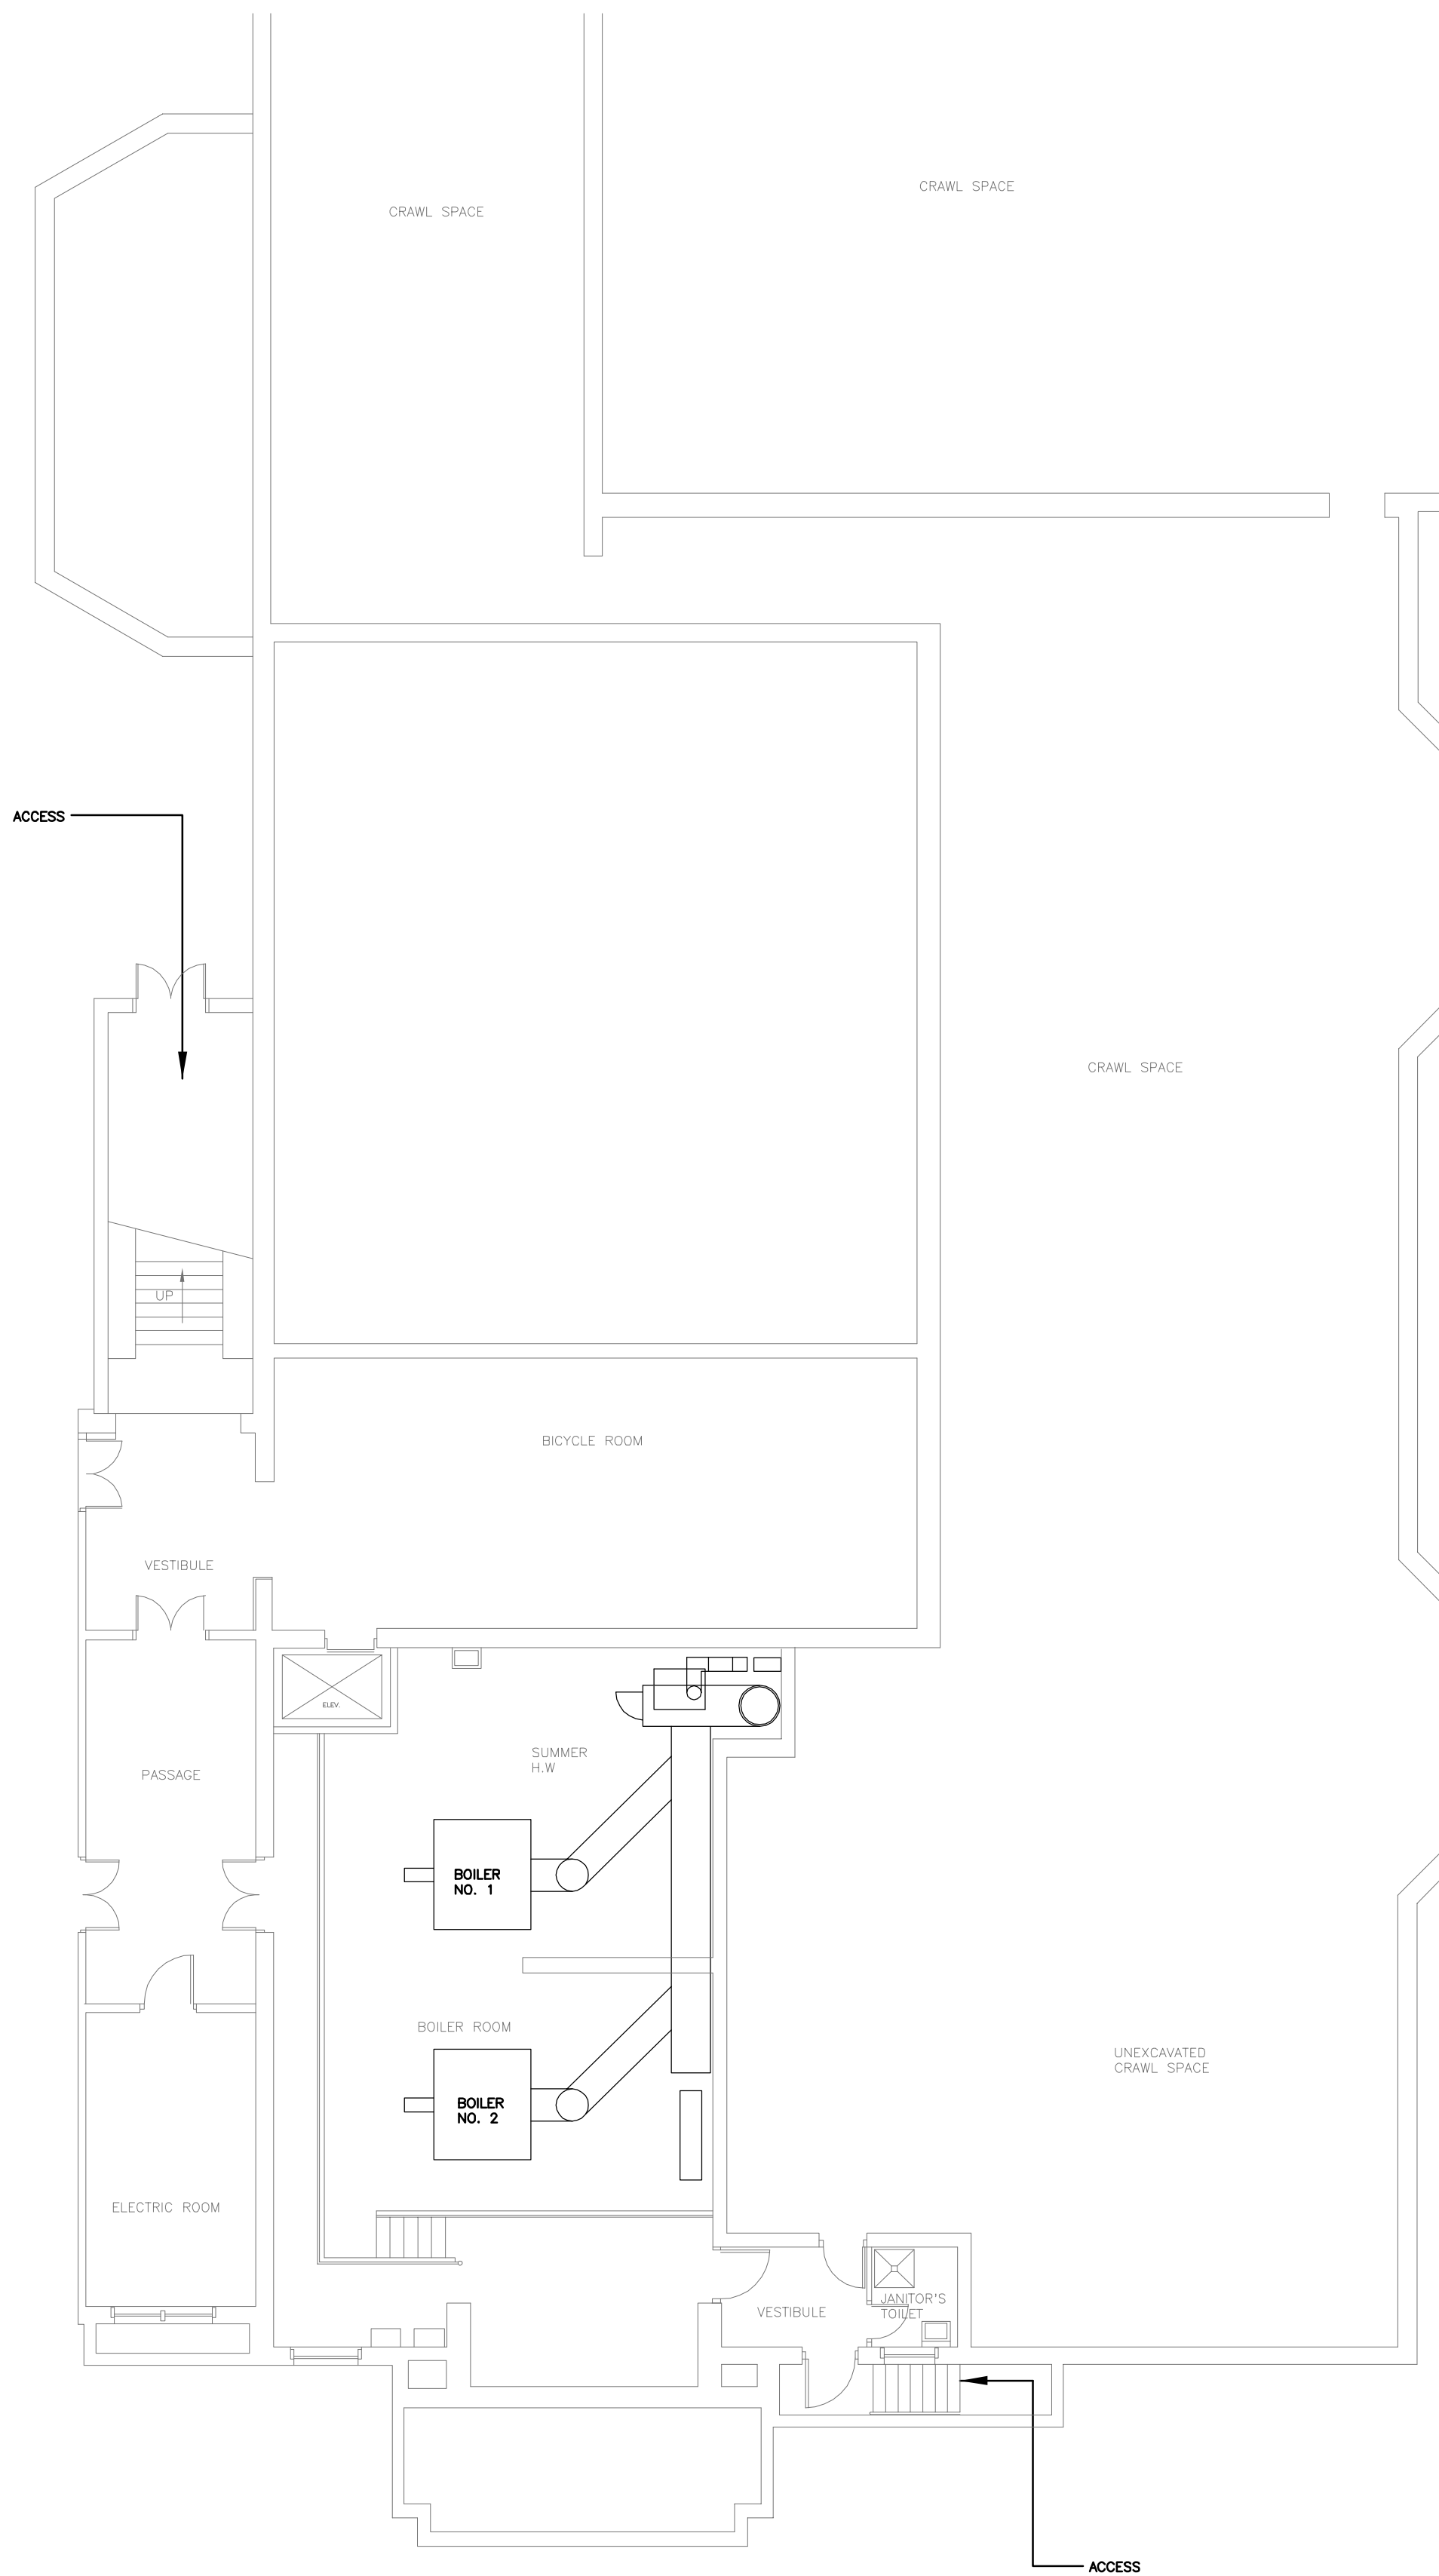 CRAWL SPACE
CRAWL SPACE
ACCESS
CRAWL SPACE
UP
BICYCLE ROOM
VESTIBULE
ELEV.
SUMMER
H.W
PASSAGE
BOILER
NO. 1
BOILER ROOM
UNEXCAVATED
CRAWL SPACE
BOILER
NO. 2
ELECTRIC ROOM
JANITOR'S
TOILET
VESTIBULE
ACCESS